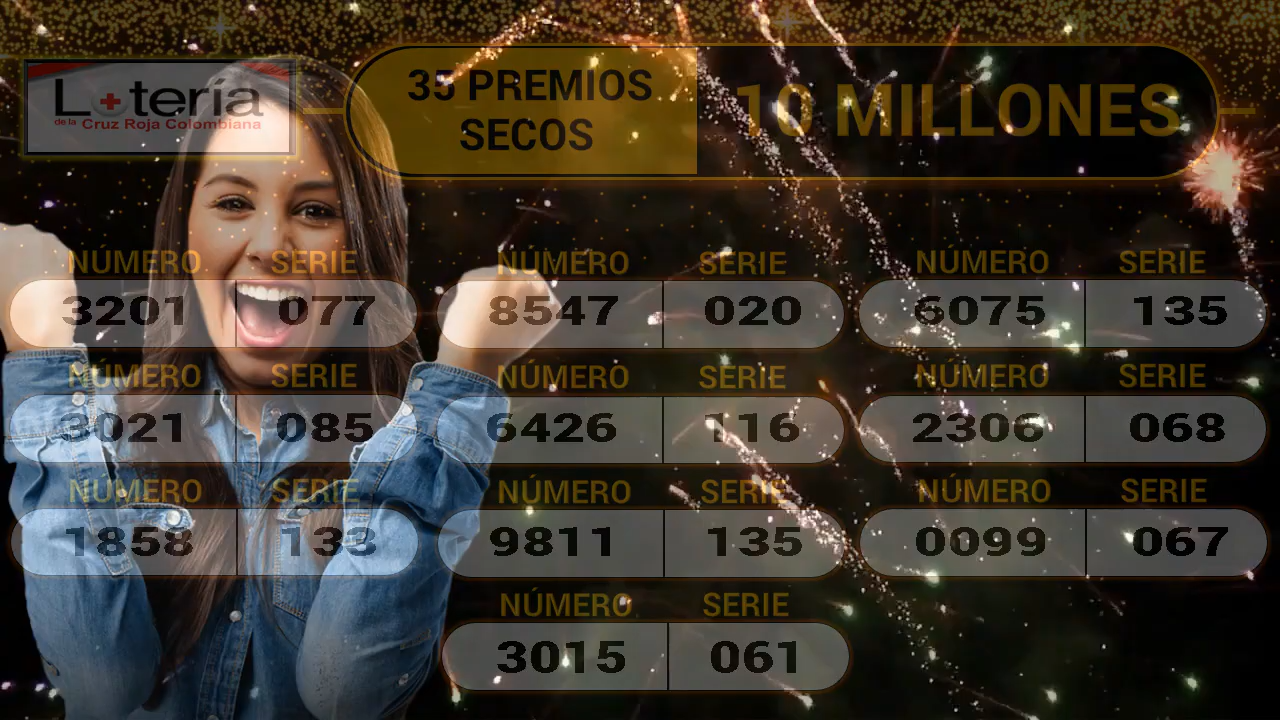 Lotería
de la Cruz Roja Colombiana
35 PREMIOS
SECOS
10 MILLONES
NÚMERO SERIE NÚMERO SERIE NÚMERO SERIE
3201 077 8547 020 6075 135
NÚMERO SERIE NÚMERO SERIE NÚMERO SERIE
3021 085 6426 116 2306 068
NÚMERO SERIE NÚMERO SERIE NÚMERO SERIE
1858 133 9811 135 0099 067
NÚMERO SERIE
3015 061